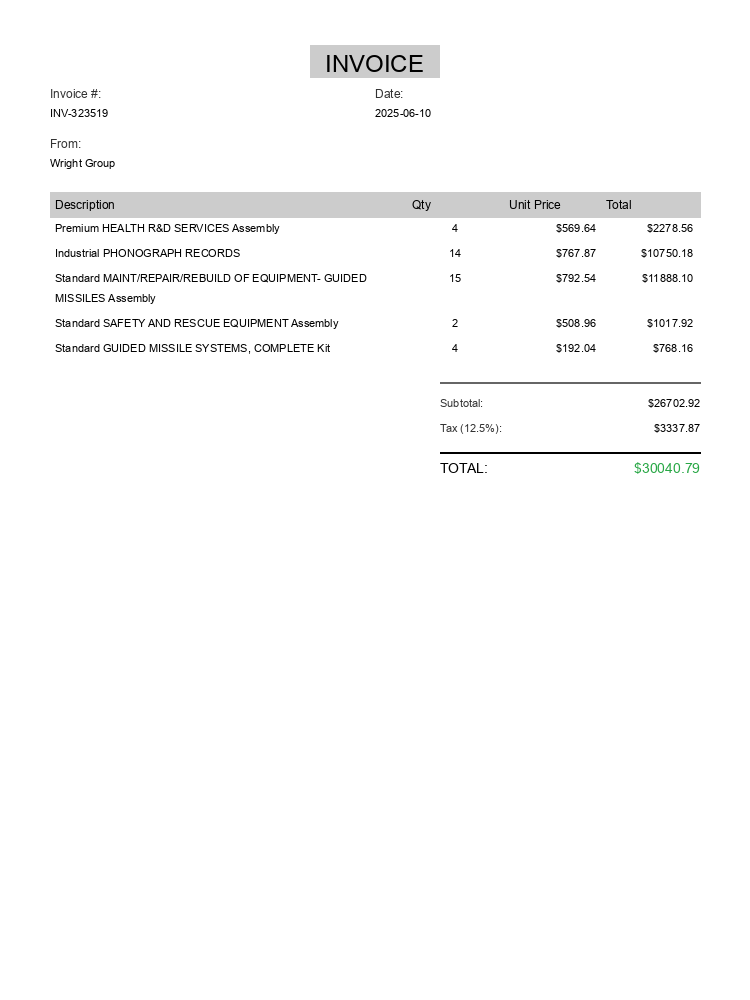 INVOICE
Invoice #: Date:
INV-323519 2025-06-10
From:
Wright Group
Description Qty Unit Price Total
Premium HEALTH R&D SERVICES Assembly 4 $569.64 $2278.56
Industrial PHONOGRAPH RECORDS 14 $767.87 $10750.18
Standard MAINT/REPAIR/REBUILD OF EQUIPMENT- GUIDED 15 $792.54 $11888.10
MISSILES Assembly
Standard SAFETY AND RESCUE EQUIPMENT Assembly 2 $508.96 $1017.92
Standard GUIDED MISSILE SYSTEMS, COMPLETE Kit 4 $192.04 $768.16
Subtotal: $26702.92
Tax (12.5%): $3337.87
TOTAL: $30040.79